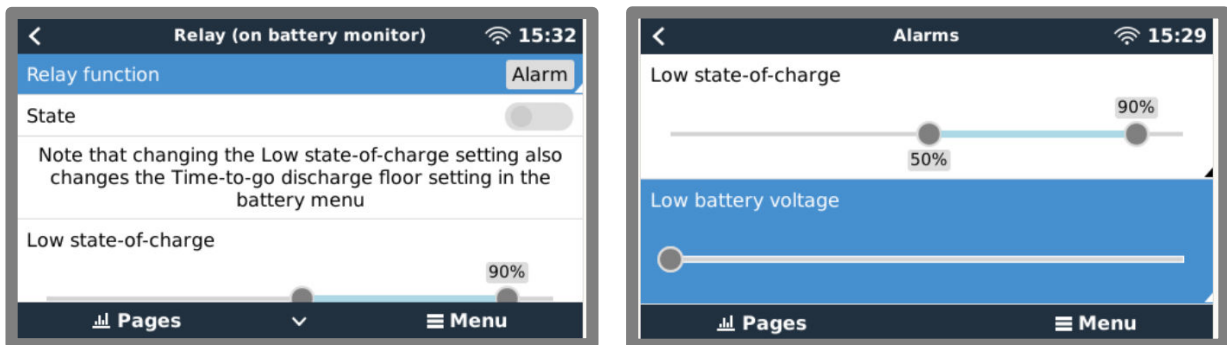 Relay (on battery monitor) 15:32
Relay function Alarm
State
Note that changing the Low state-of-charge setting also
changes the Time-to-go discharge floor setting in the
battery menu
Low state-of-charge
90%
Pages Menu
Alarms 15:29
Low state-of-charge
90%
50%
Low battery voltage
Pages Menu